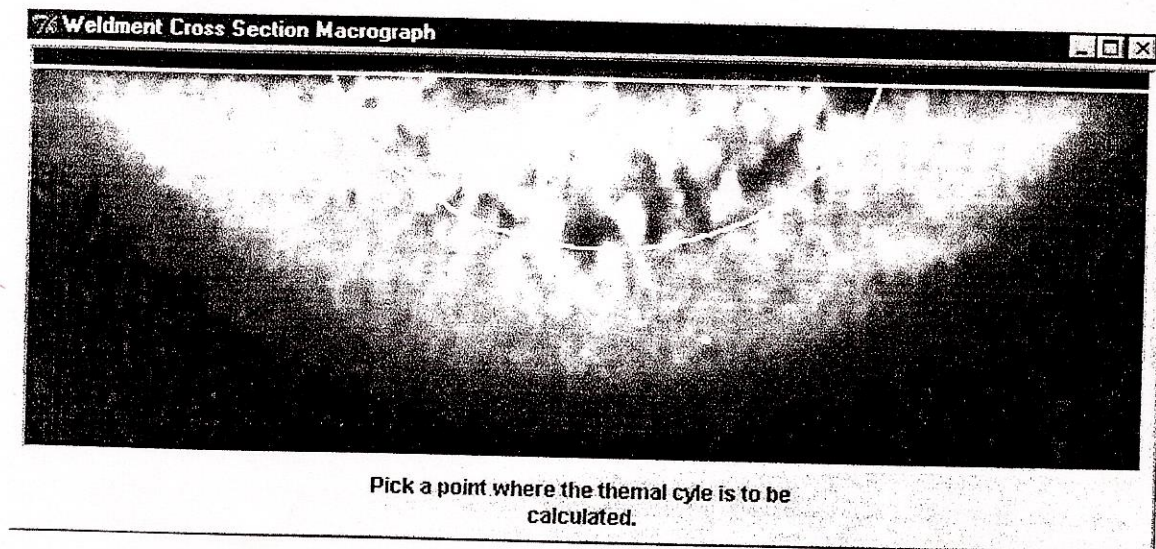 Weldment Cross Section Macrograph
Pick a point where the themal cyle is to be
calculated.